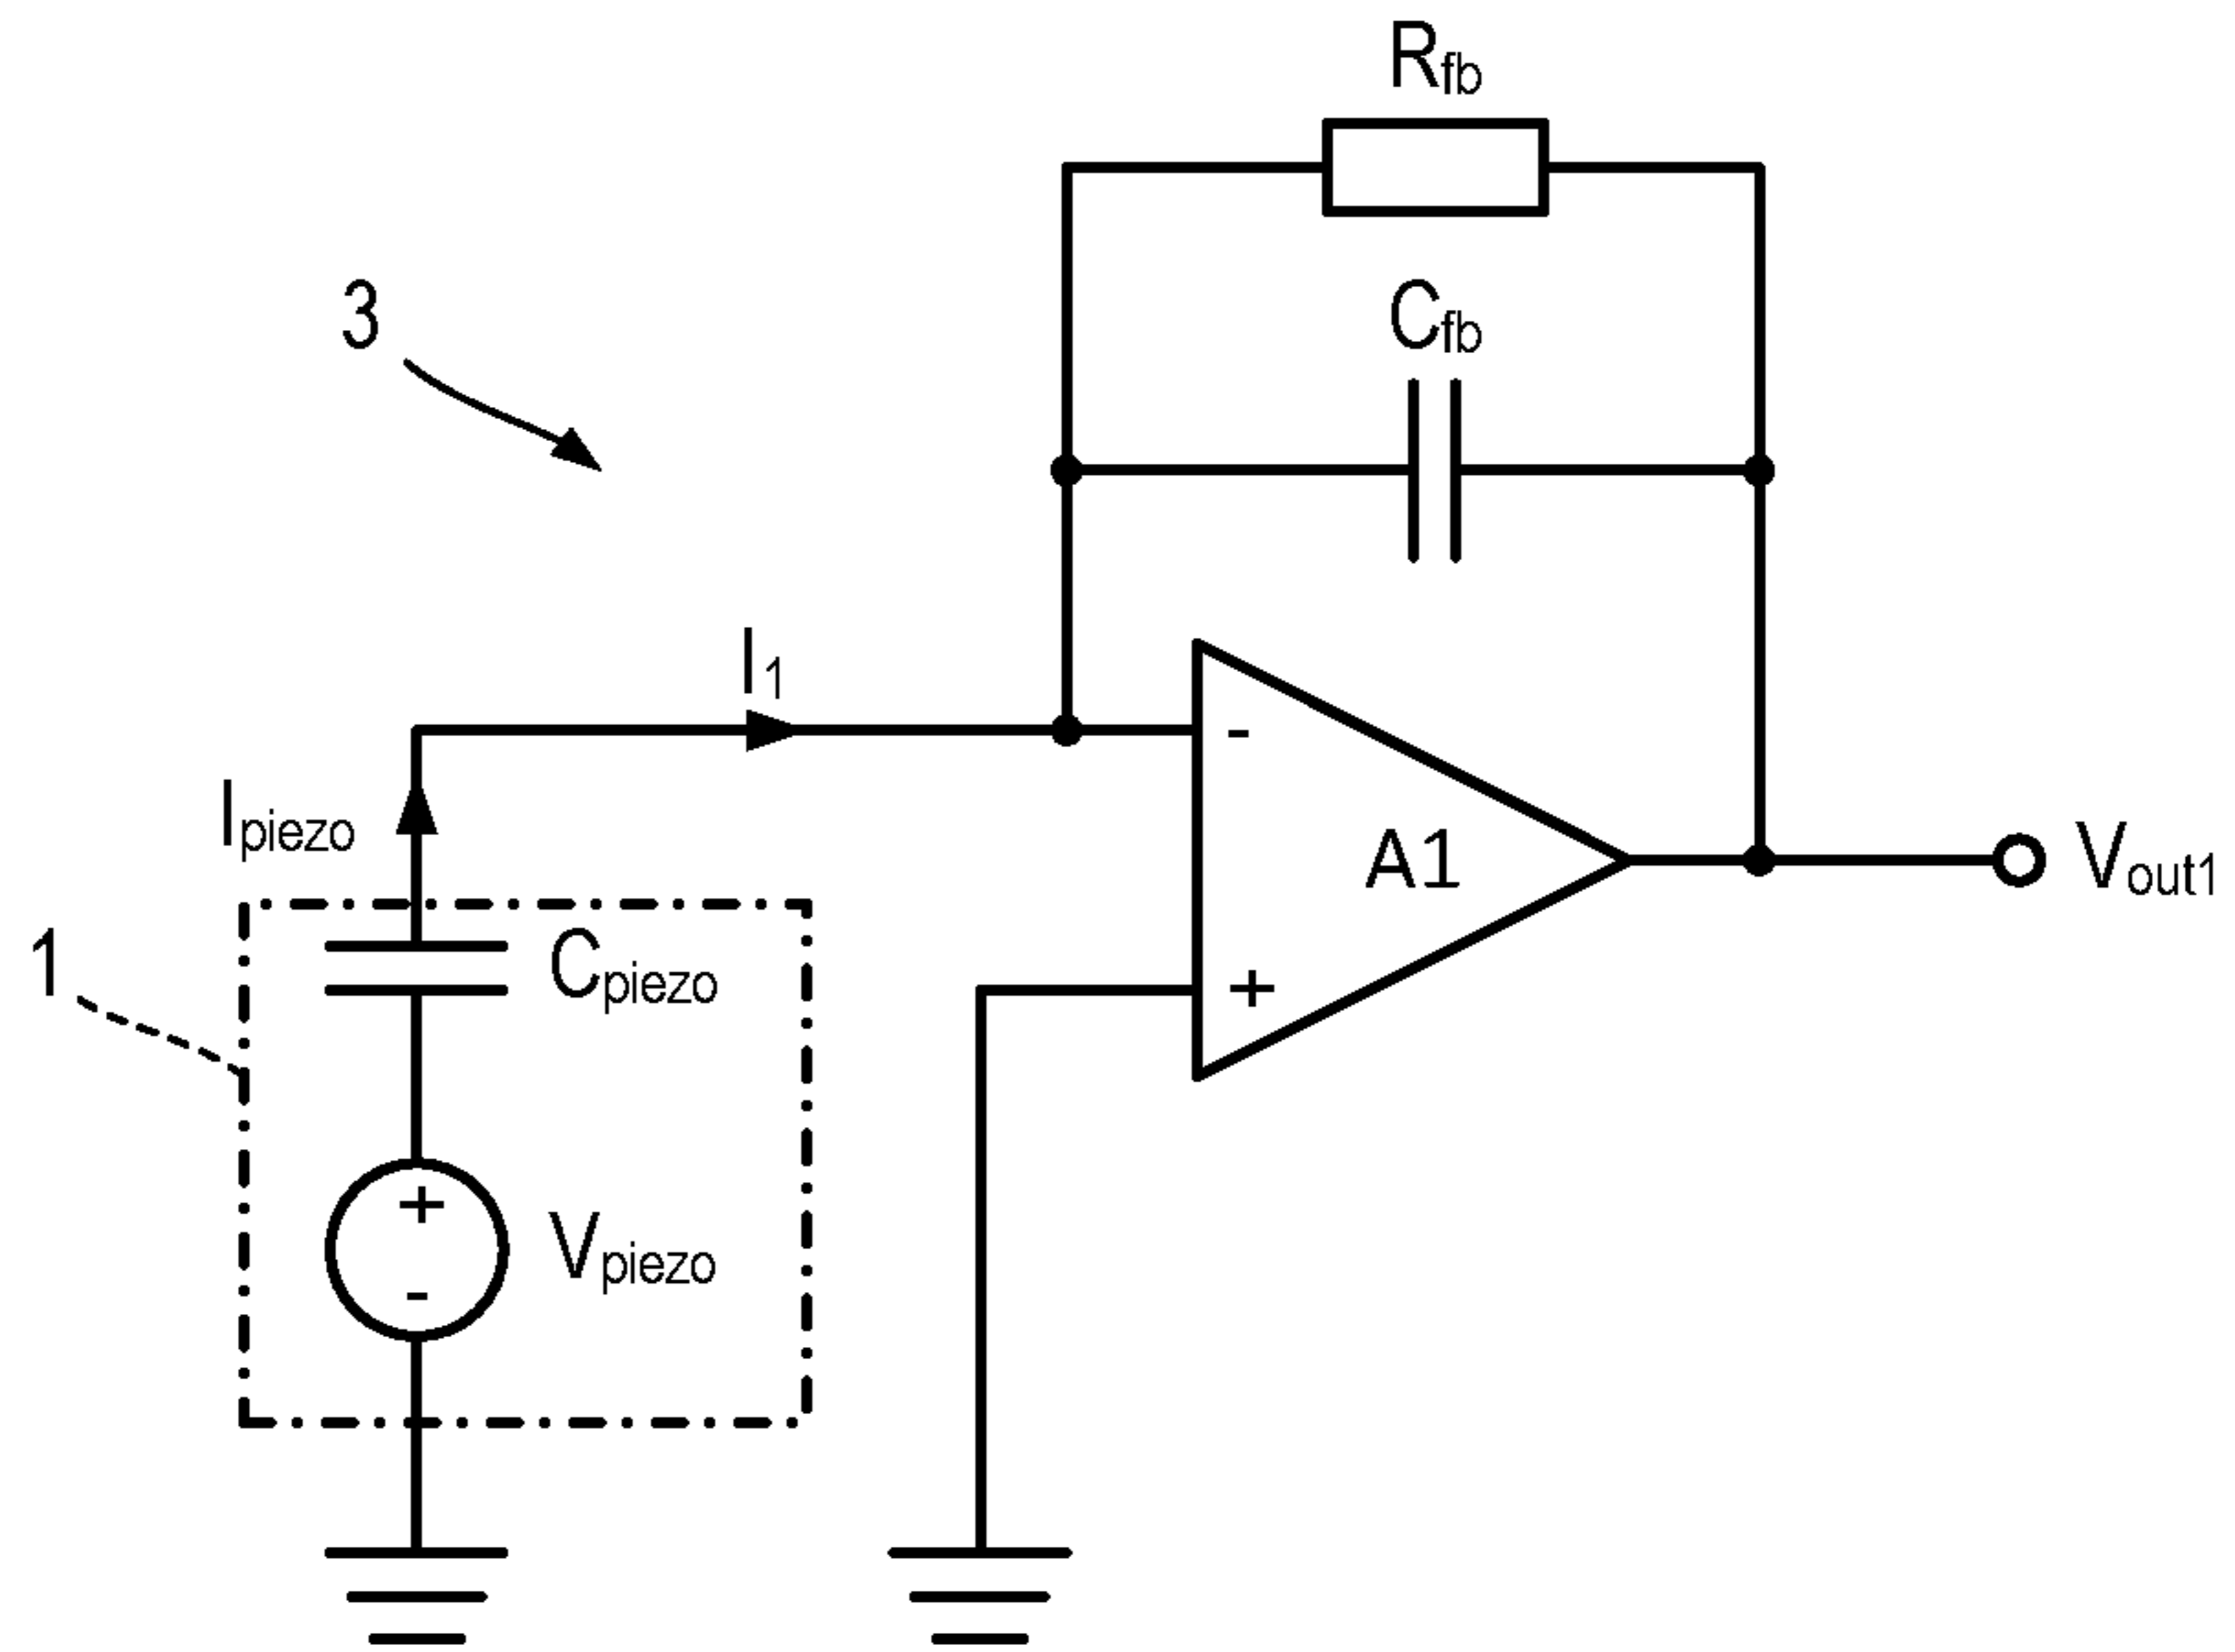 Rfb
Cfb
3
I1
Ipiezo
-
A1
Vout1
1
Cpiezo
+
+
Vpiezo
-